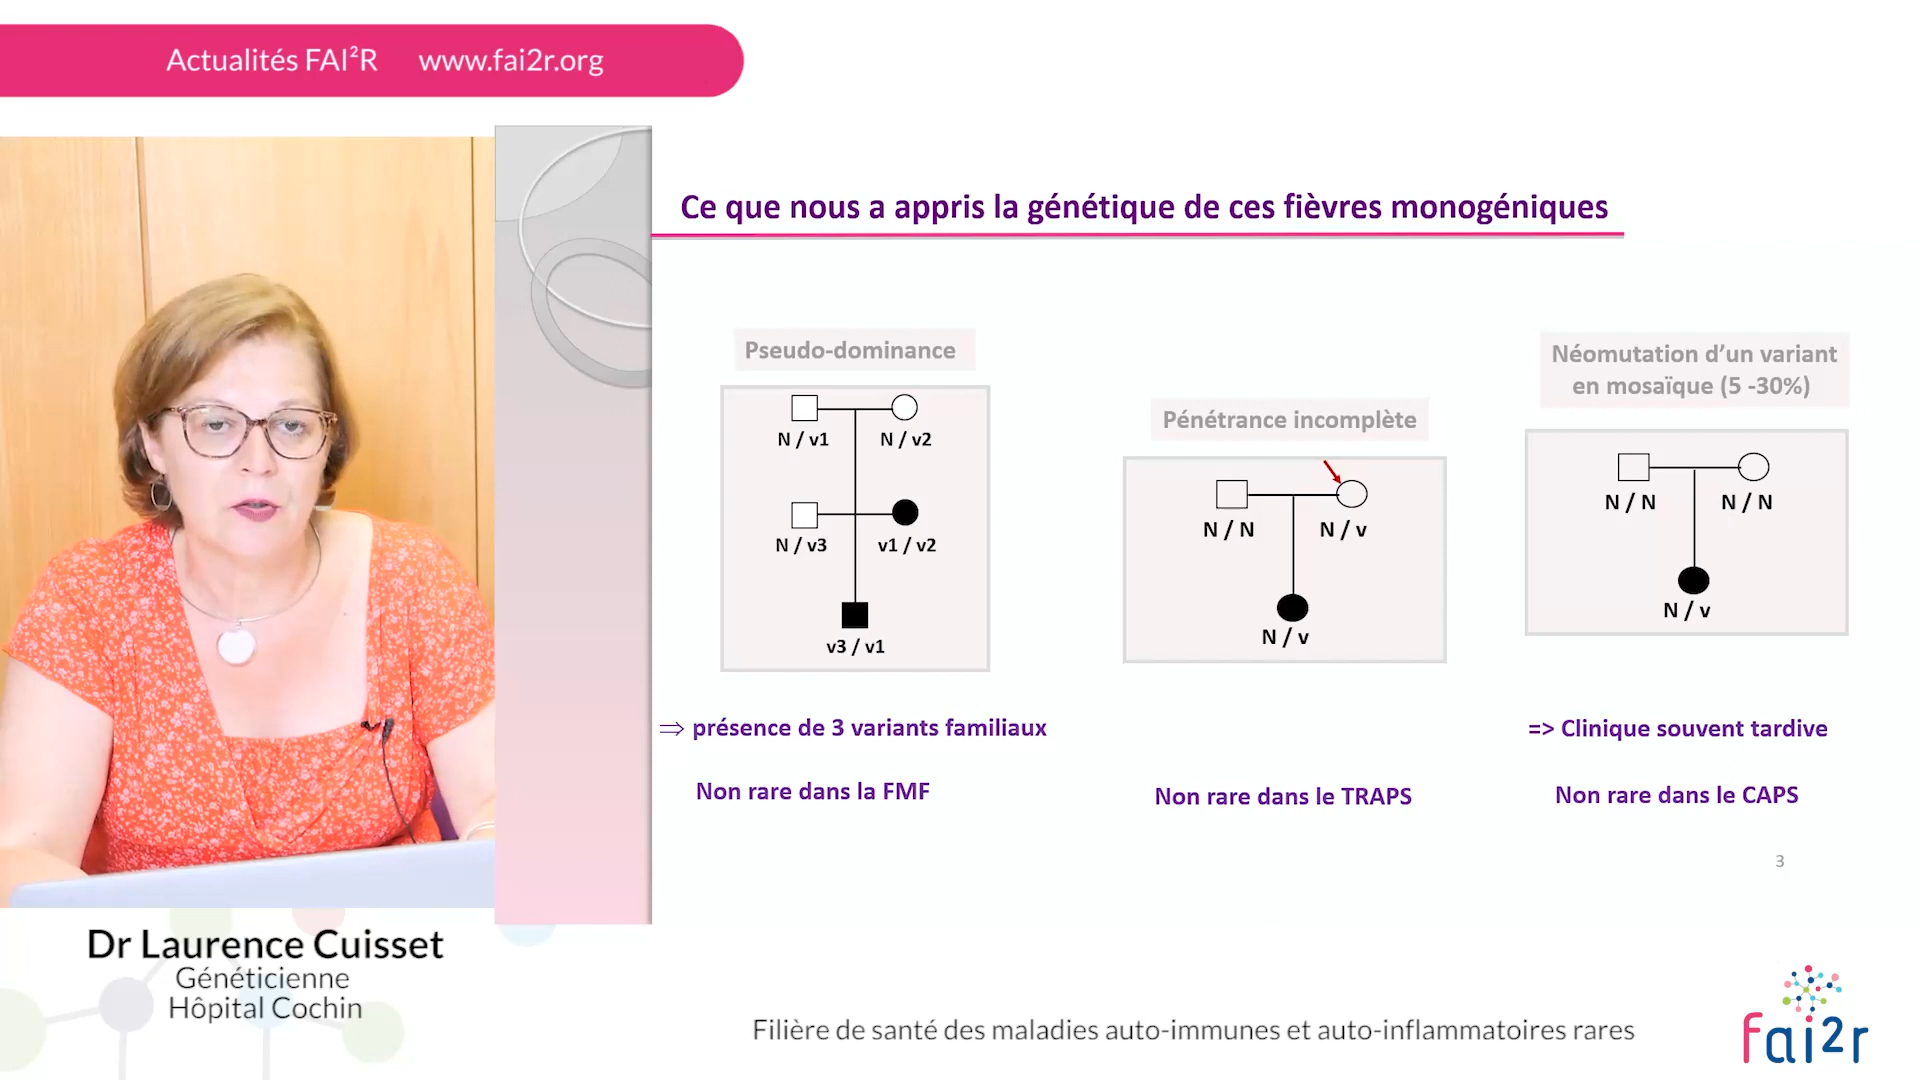 Actualités FAI²R www.fai2r.org
Ce que nous a appris la génétique de ces fièvres monogéniques
Pseudo-dominance
N / v1 N / v2
N / v3 v1 / v2
v3 / v1
⇒ présence de 3 variants familiaux
Non rare dans la FMF
Pénétrance incomplète
N / N N / v
N / v
Non rare dans le TRAPS
Néomutation d’un variant
en mosaïque (5 -30%)
N / N N / N
N / v
=> Clinique souvent tardive
Non rare dans le CAPS
3
Dr Laurence Cuisset
Généticienne
Hôpital Cochin
Filière de santé des maladies auto-immunes et auto-inflammatoires rares
fai2r